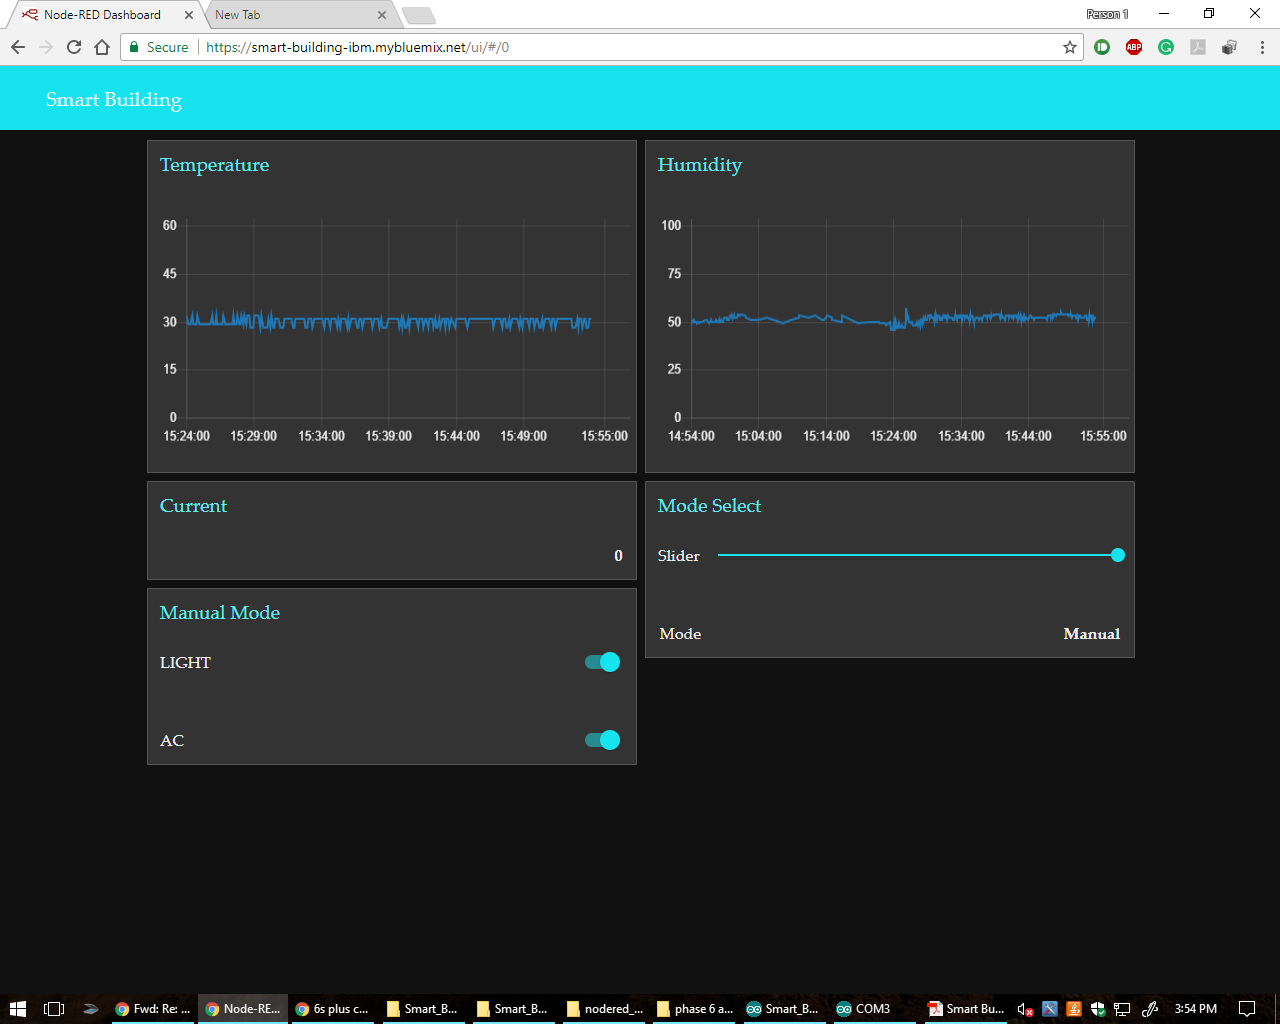 Node-RED Dashboard
New Tab
Person 1
Secure
https://smart-building-ibm.mybluemix.net/ui/#/0
ABP
Smart Building
Temperature
60
45
30
15
0
15:24:00 15:29:00 15:34:00 15:39:00 15:44:00 15:49:00 15:55:00
Humidity
100
75
50
25
0
14:54:00 15:04:00 15:14:00 15:24:00 15:34:00 15:44:00 15:55:00
Current
0
Mode Select
Slider
Mode Manual
Manual Mode
LIGHT
AC
Fwd: Re: ...
Node-RE...
6s plus c...
Smart_B...
Smart_B...
nodered_...
phase 6 a...
Smart_B...
COM3
Smart Bu...
3:54 PM